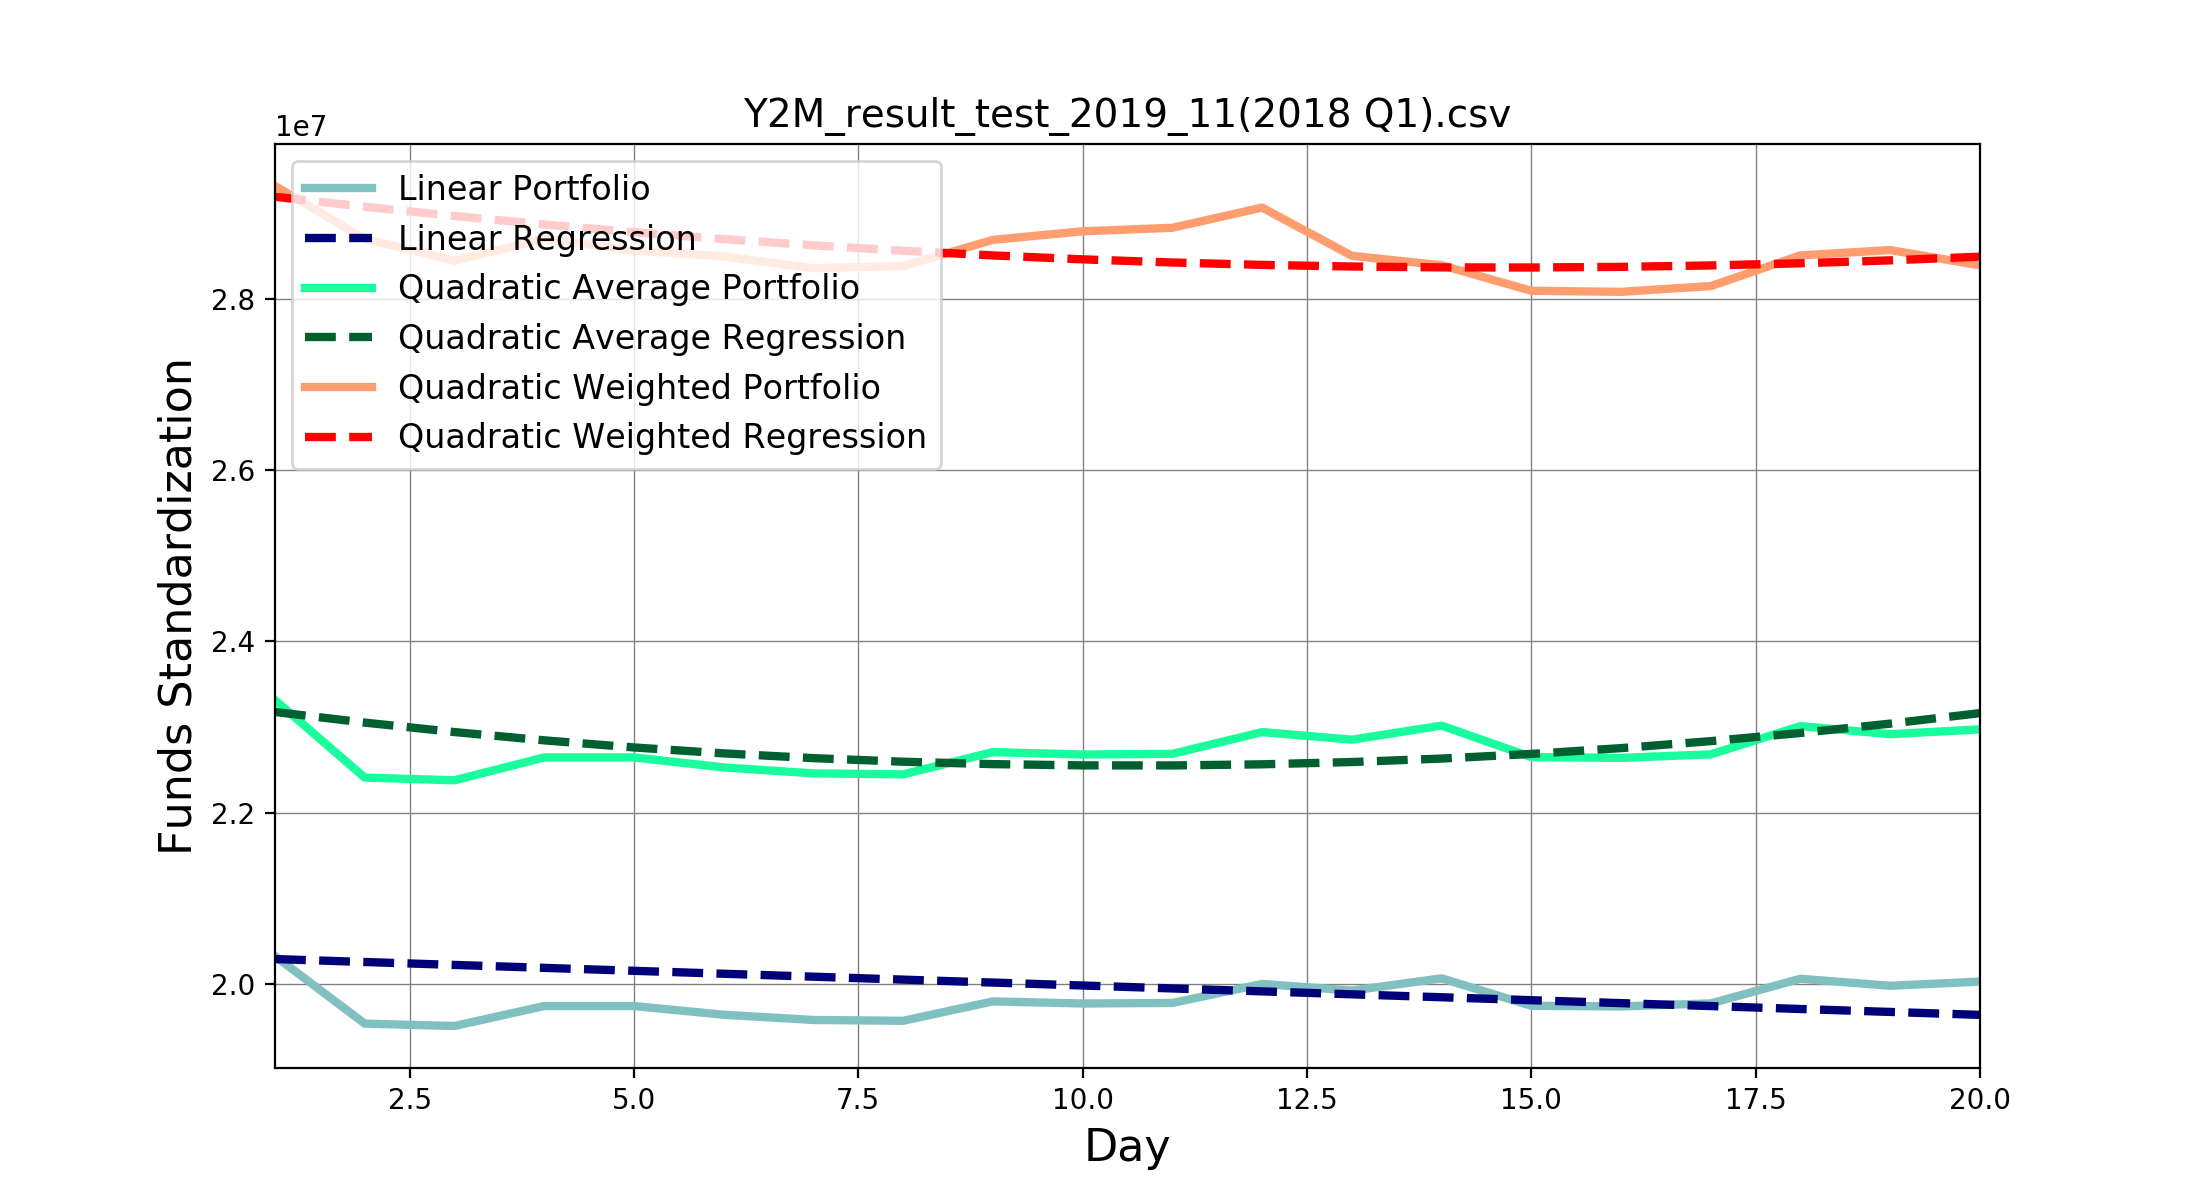 Y2M_result_test_2019_11(2018 Q1).csv
1e7
Linear Portfolio
Linear Regression
Quadratic Average Portfolio
Quadratic Average Regression
Quadratic Weighted Portfolio
Quadratic Weighted Regression
2.8
2.6
2.4
2.2
2.0
Funds Standardization
2.5 5.0 7.5 10.0 12.5 15.0 17.5 20.0
Day